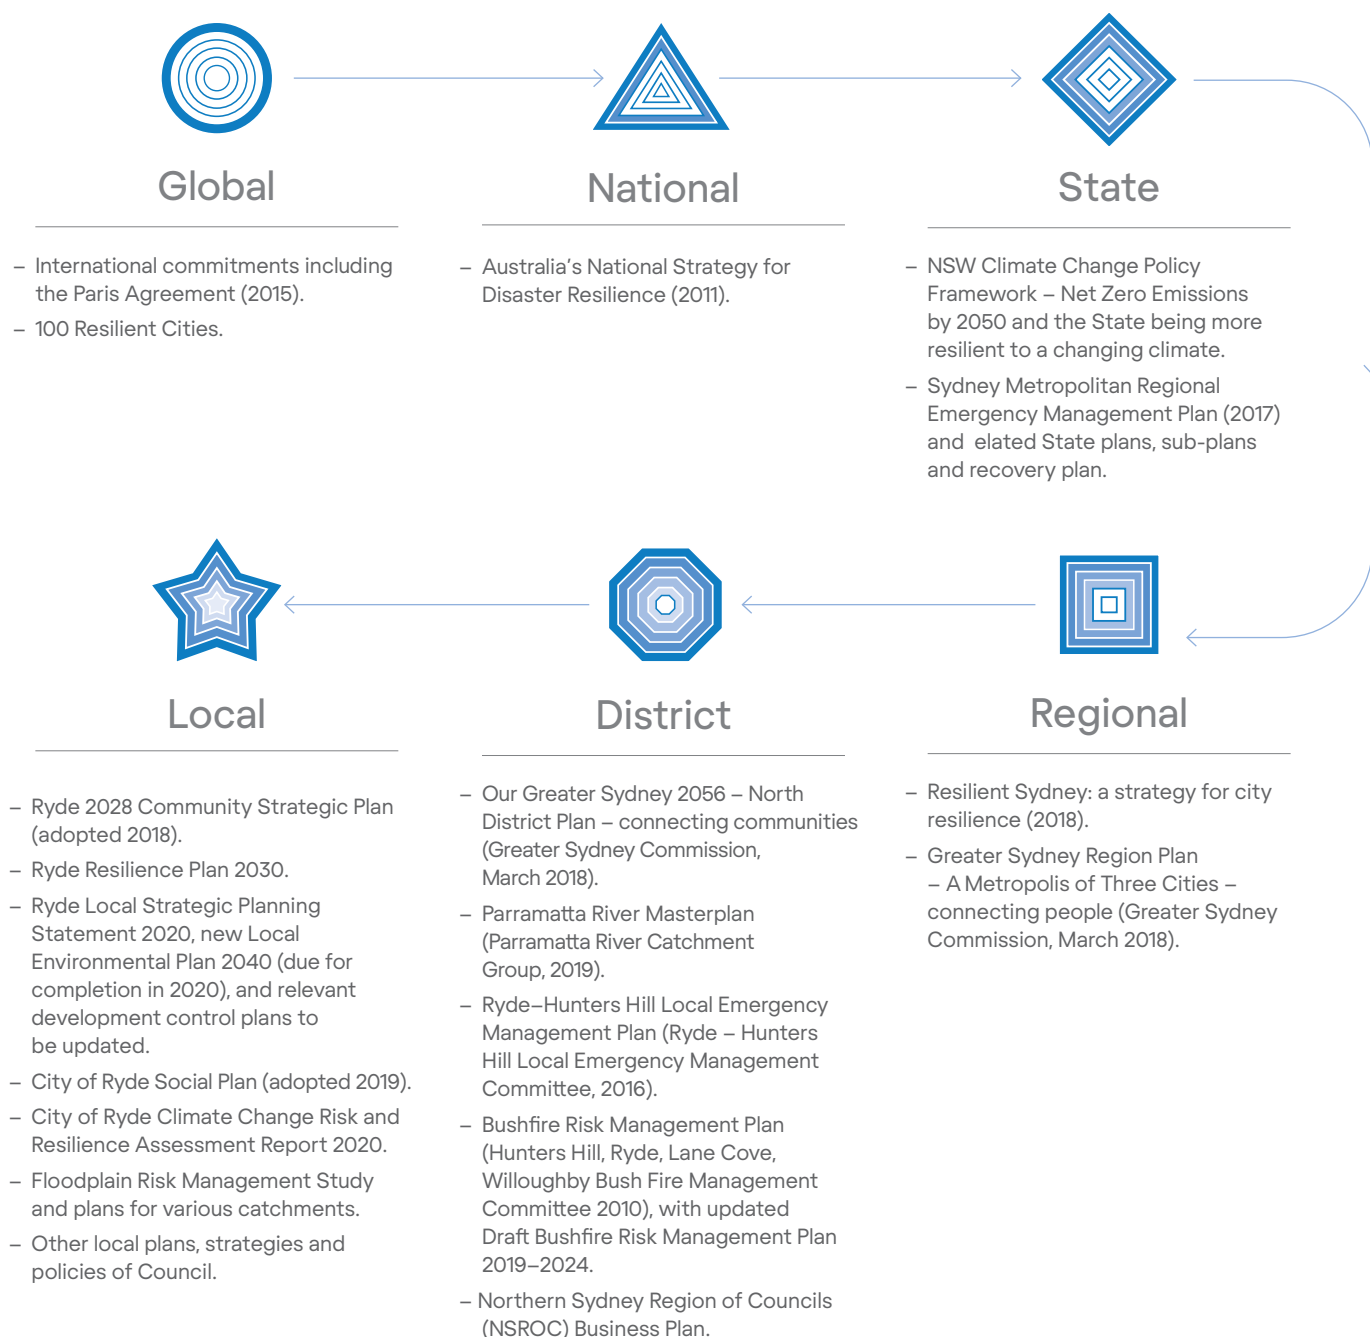 Global
– International commitments including
the Paris Agreement (2015).
– 100 Resilient Cities.
National
– Australia's National Strategy for
Disaster Resilience (2011).
State
– NSW Climate Change Policy
Framework – Net Zero Emissions
by 2050 and the State being more
resilient to a changing climate.
– Sydney Metropolitan Regional
Emergency Management Plan (2017)
and  elated State plans, sub-plans
and recovery plan.
Local
– Ryde 2028 Community Strategic Plan
(adopted 2018).
– Ryde Resilience Plan 2030.
– Ryde Local Strategic Planning
Statement 2020, new Local
Environmental Plan 2040 (due for
completion in 2020), and relevant
development control plans to
be updated.
– City of Ryde Social Plan (adopted 2019).
– City of Ryde Climate Change Risk and
Resilience Assessment Report 2020.
– Floodplain Risk Management Study
and plans for various catchments.
– Other local plans, strategies and
policies of Council.
District
– Our Greater Sydney 2056 – North
District Plan – connecting communities
(Greater Sydney Commission,
March 2018).
– Parramatta River Masterplan
(Parramatta River Catchment
Group, 2019).
– Ryde–Hunters Hill Local Emergency
Management Plan (Ryde – Hunters
Hill Local Emergency Management
Committee, 2016).
– Bushfire Risk Management Plan
(Hunters Hill, Ryde, Lane Cove,
Willoughby Bush Fire Management
Committee 2010), with updated
Draft Bushfire Risk Management Plan
2019–2024.
– Northern Sydney Region of Councils
(NSROC) Business Plan.
Regional
– Resilient Sydney: a strategy for city
resilience (2018).
– Greater Sydney Region Plan
– A Metropolis of Three Cities –
connecting people (Greater Sydney
Commission, March 2018).